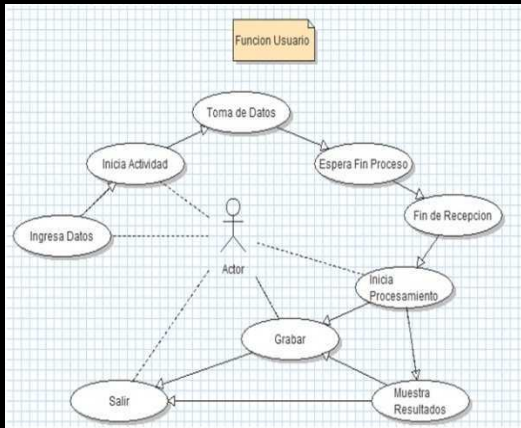 Funcion Usuario
Toma de Datos
Inicia Actividad
Espera Fin Proceso
Ingresa Datos
Fin de Recepcion
Actor
Inicia
Procesamiento
Grabar
Salir
Muestra
Resultados